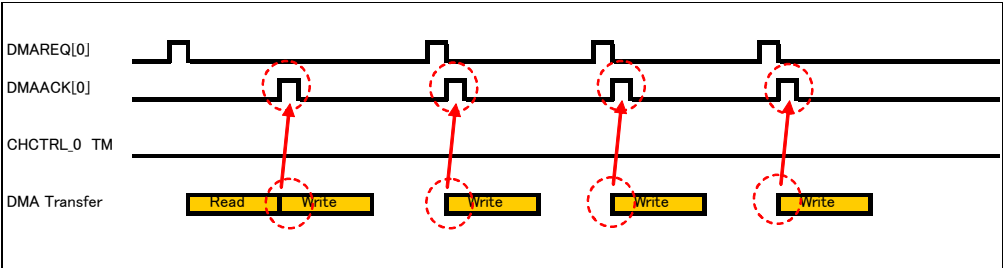 DMAREQ[0]
DMAACK[0]
CHCTRL_0 TM
DMA Transfer
Read Write Write Write Write